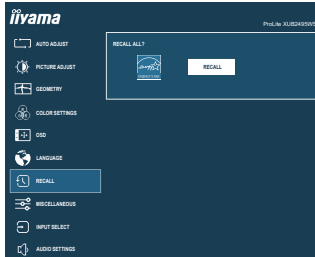 iiyama
ProLite XUB2495WS
AUTO ADJUST
RECALL ALL?
PICTURE ADJUST
RECALL
GEOMETRY
COLOR SETTINGS
OSD
LANGUAGE
RECALL
MISCELLANEOUS
INPUT SELECT
AUDIO SETTINGS